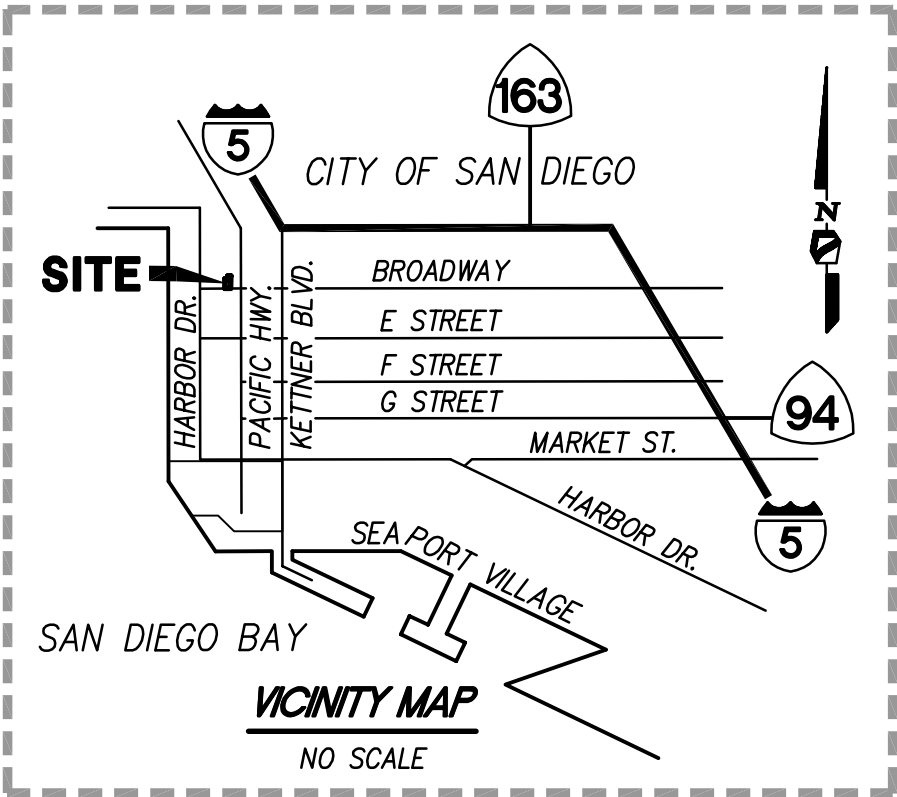 163
5
CITY OF SAN DIEGO
N
SITE
BROADWAY
HARBOR DR.
PACIFIC HWY.
KETTNER BLVD.
E STREET
F STREET
G STREET
94
MARKET ST.
HARBOR DR.
5
SEAPORT VILLAGE
SAN DIEGO BAY
VICINITY MAP
NO SCALE